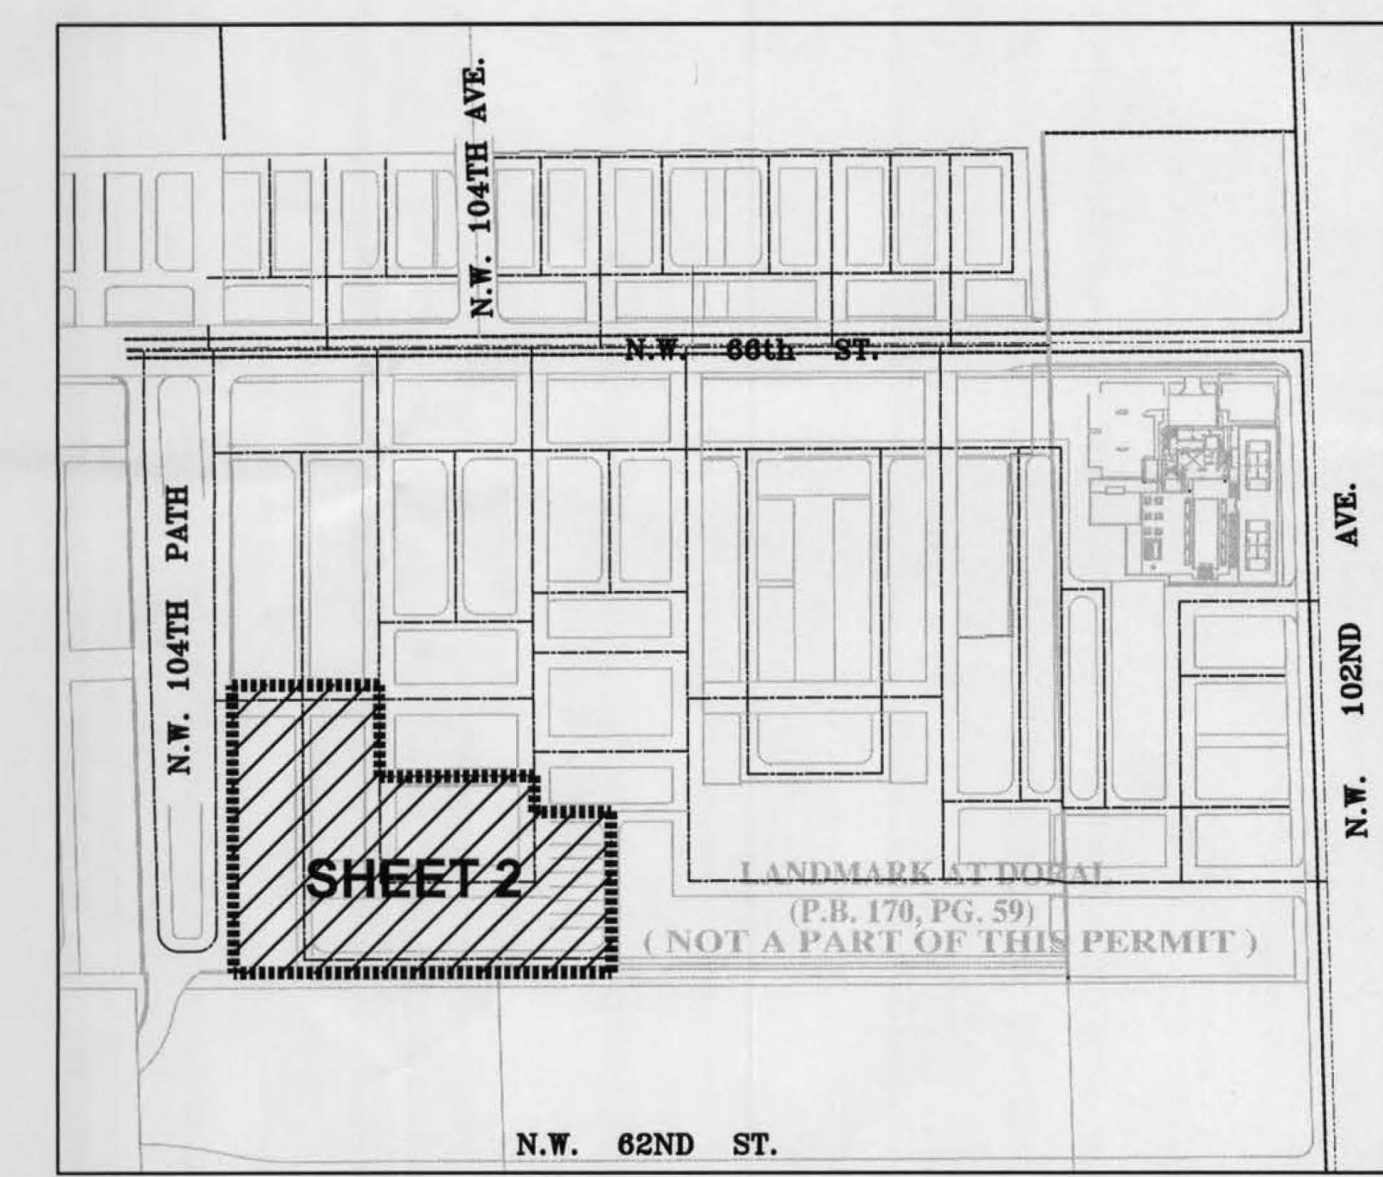 N.W. 104TH AVE.
N.W. 66th ST.
N.W. 104TH PATH
N.W. 102ND AVE.
SHEET 2
LANDMARK AT DORAL
(P.B. 170, PG. 59)
( NOT A PART OF THIS PERMIT )
N.W. 62ND ST.